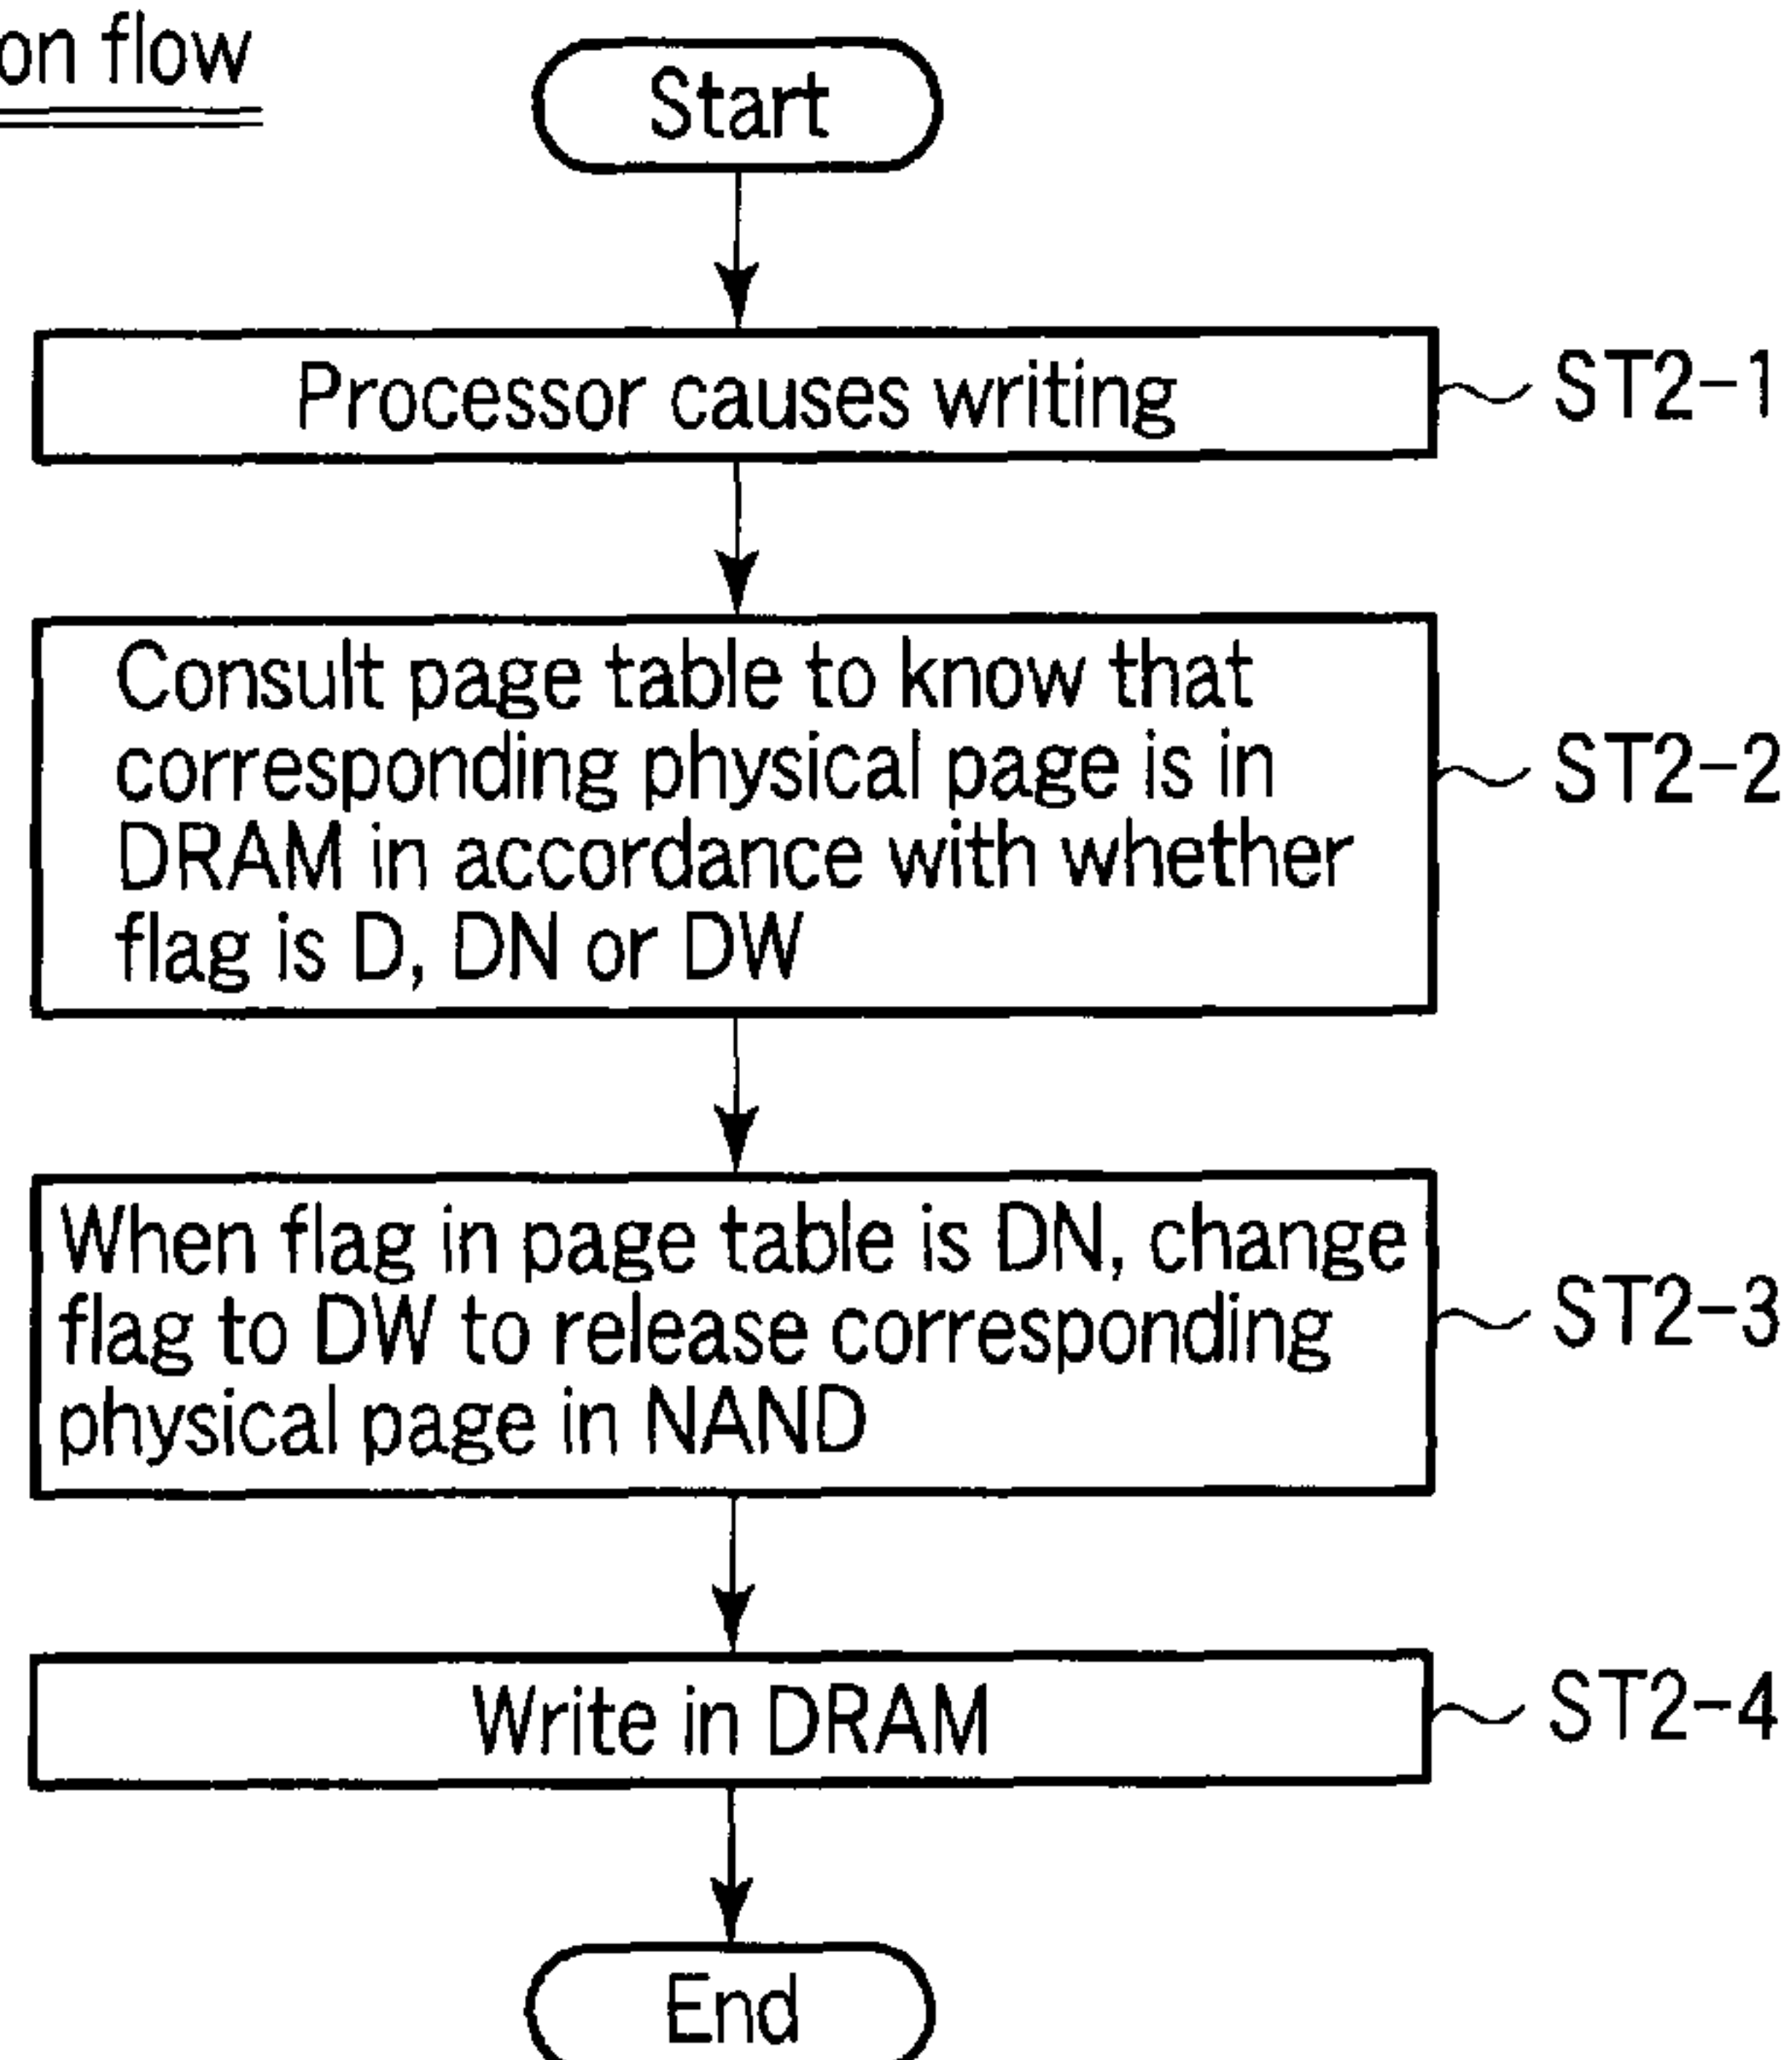 on flow
Start
Processor causes writing
ST2-1
Consult page table to know that
corresponding physical page is in
DRAM in accordance with whether
flag is D, DN or DW
ST2-2
When flag in page table is DN, change
flag to DW to release corresponding
physical page in NAND
ST2-3
Write in DRAM
ST2-4
End